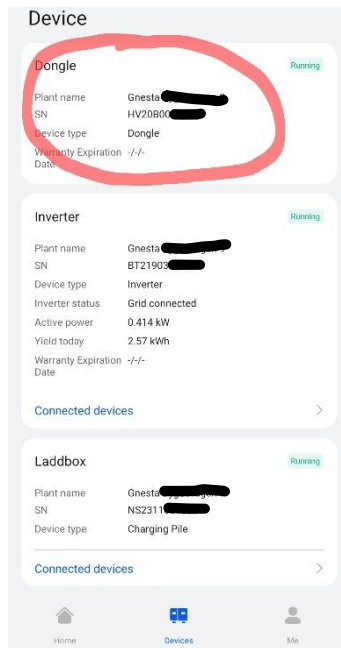 Device
Dongle Running
Plant name Gnesta
SN HV20B00
Device type Dongle
Warranty Expiration Date -/-/-
Inverter Running
Plant name Gnesta
SN BT21903
Device type Inverter
Inverter status Grid connected
Active power 0.414 kW
Yield today 2.57 kWh
Warranty Expiration -/-/-
Date
Connected devices
Laddbox Running
Plant name Gnesta
SN NS2311
Device type Charging Pile
Connected devices
Home Devices Me